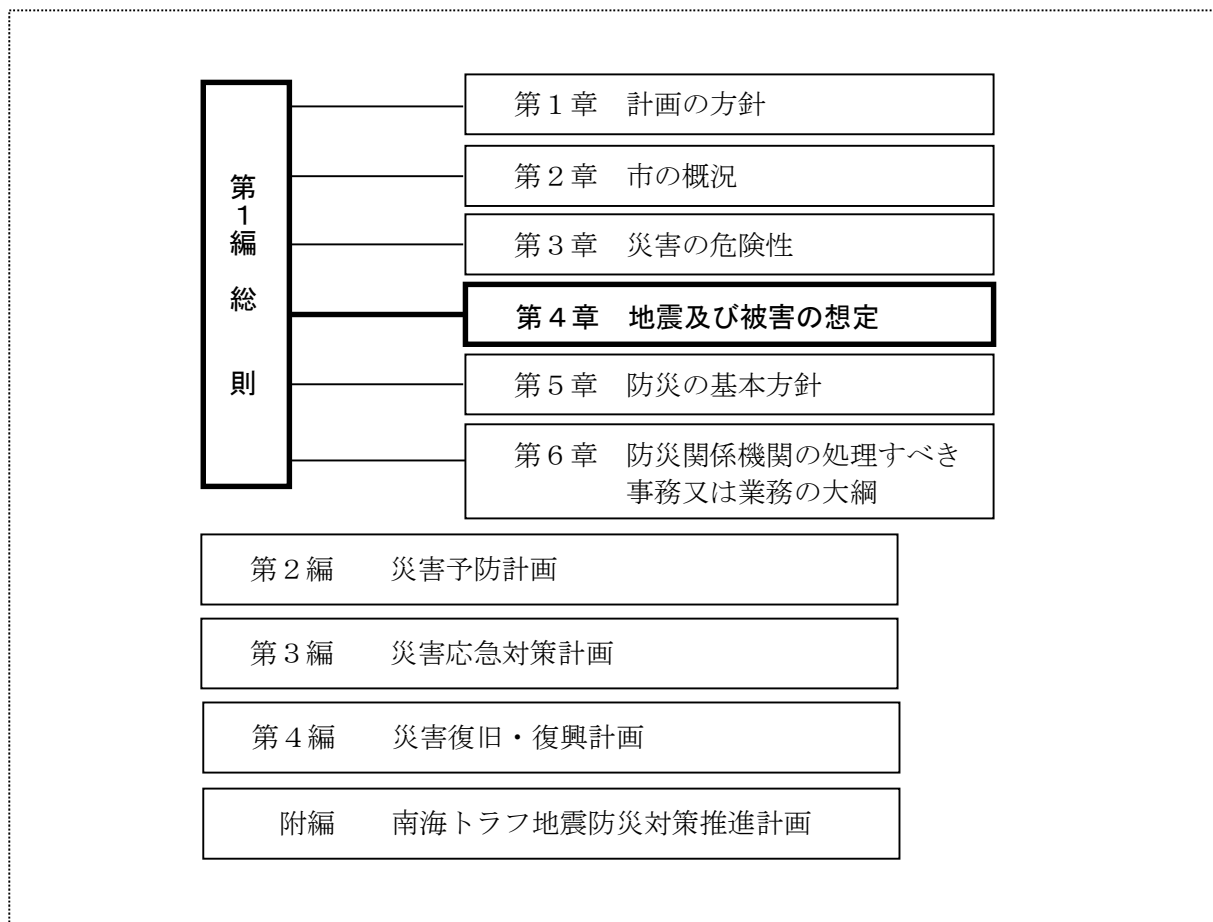 第１編 総 則
第１章 計画の方針
第２章 市の概況
第３章 災害の危険性
第４章 地震及び被害の想定
第５章 防災の基本方針
第６章 防災関係機関の処理すべき
事務又は業務の大綱
第２編 災害予防計画
第３編 災害応急対策計画
第４編 災害復旧・復興計画
附編 南海トラフ地震防災対策推進計画